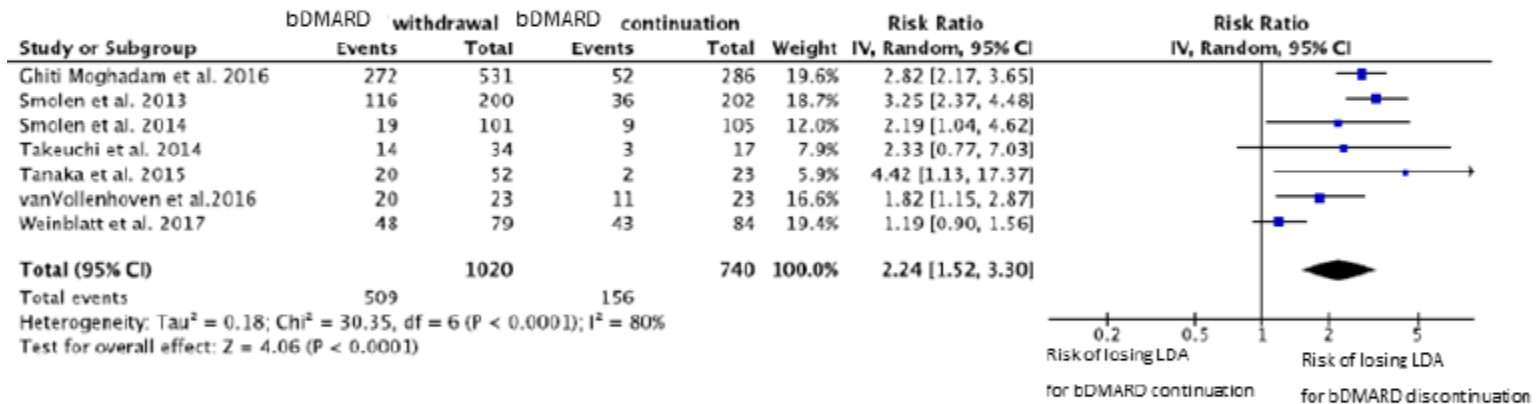 bDMARD withdrawal bDMARD continuation Risk Ratio Risk Ratio
Study or Subgroup Events Total Events Total Weight IV, Random, 95% CI IV, Random, 95% CI
Ghiti Moghadam et al. 2016 272 531 52 286 19.6% 2.82 [2.17, 3.65]
Smolen et al. 2013 116 200 36 202 18.7% 3.25 [2.37, 4.48]
Smolen et al. 2014 19 101 9 105 12.0% 2.19 [1.04, 4.62]
Takeuchi et al. 2014 14 34 3 17 7.9% 2.33 [0.77, 7.03]
Tanaka et al. 2015 20 52 2 23 5.9% 4.42 [1.13, 17.37]
vanVollenhoven et al.2016 20 23 11 23 16.6% 1.82 [1.15, 2.87]
Weinblatt et al. 2017 48 79 43 84 19.4% 1.19 [0.90, 1.56]
Total (95% CI) 1020 740 100.0% 2.24 [1.52, 3.30]
Total events 509 156
Heterogeneity: Tau² = 0.18; Chi² = 30.35, df = 6 (P < 0.0001); I² = 80%
Test for overall effect: Z = 4.06 (P < 0.0001)
0.2 0.5 1 2 5
Risk of losing LDA
for bDMARD continuation
Risk of losing LDA
for bDMARD discontinuation